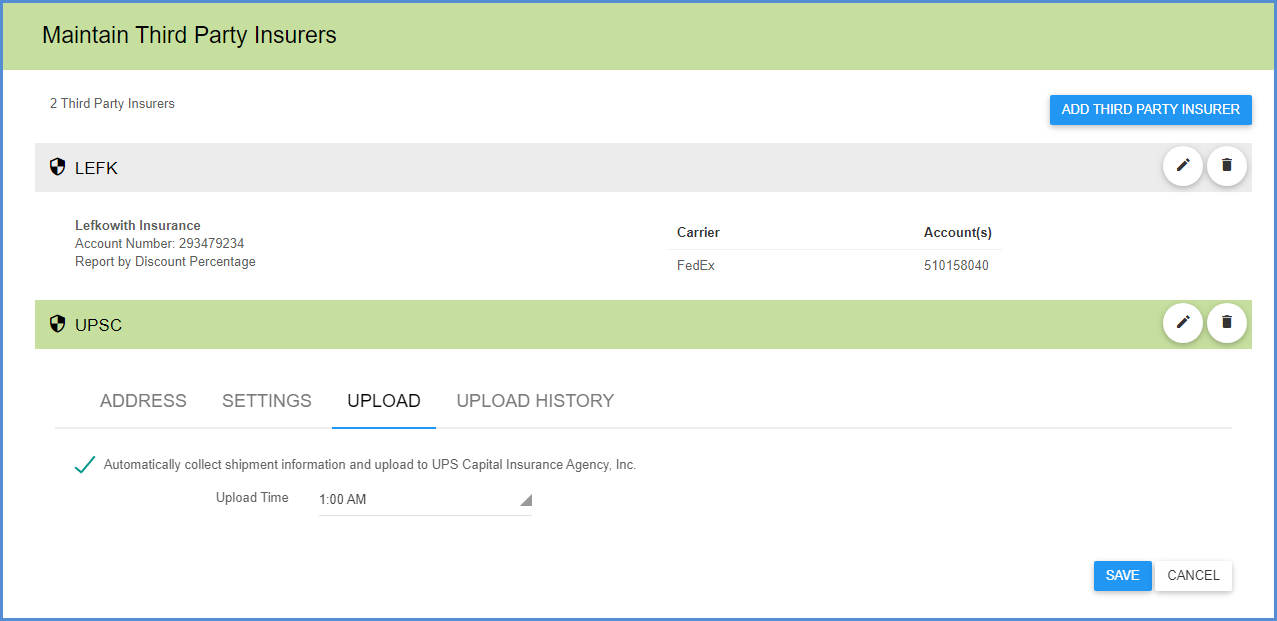 Maintain Third Party Insurers
2 Third Party Insurers
ADD THIRD PARTY INSURER
LEFK
Lefkowith Insurance
Account Number: 293479234
Report by Discount Percentage
Carrier Account(s)
FedEx 510158040
UPSC
ADDRESS SETTINGS UPLOAD UPLOAD HISTORY
Automatically collect shipment information and upload to UPS Capital Insurance Agency, Inc.
Upload Time 1:00 AM
SAVE CANCEL